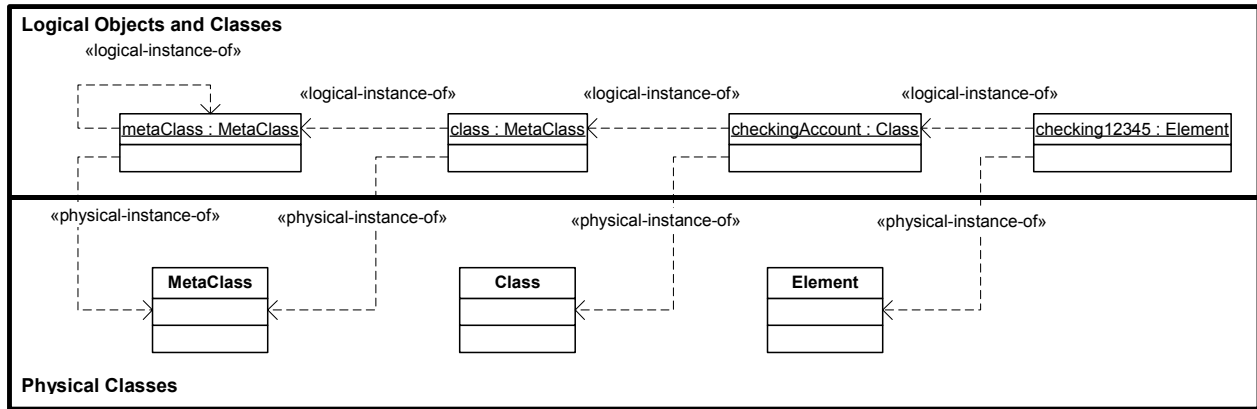 Logical Objects and Classes
«logical-instance-of»
«logical-instance-of» «logical-instance-of» «logical-instance-of»
metaClass : MetaClass class : MetaClass checkingAccount : Class checking12345 : Element
«physical-instance-of» «physical-instance-of» «physical-instance-of» «physical-instance-of»
MetaClass Class Element
Physical Classes